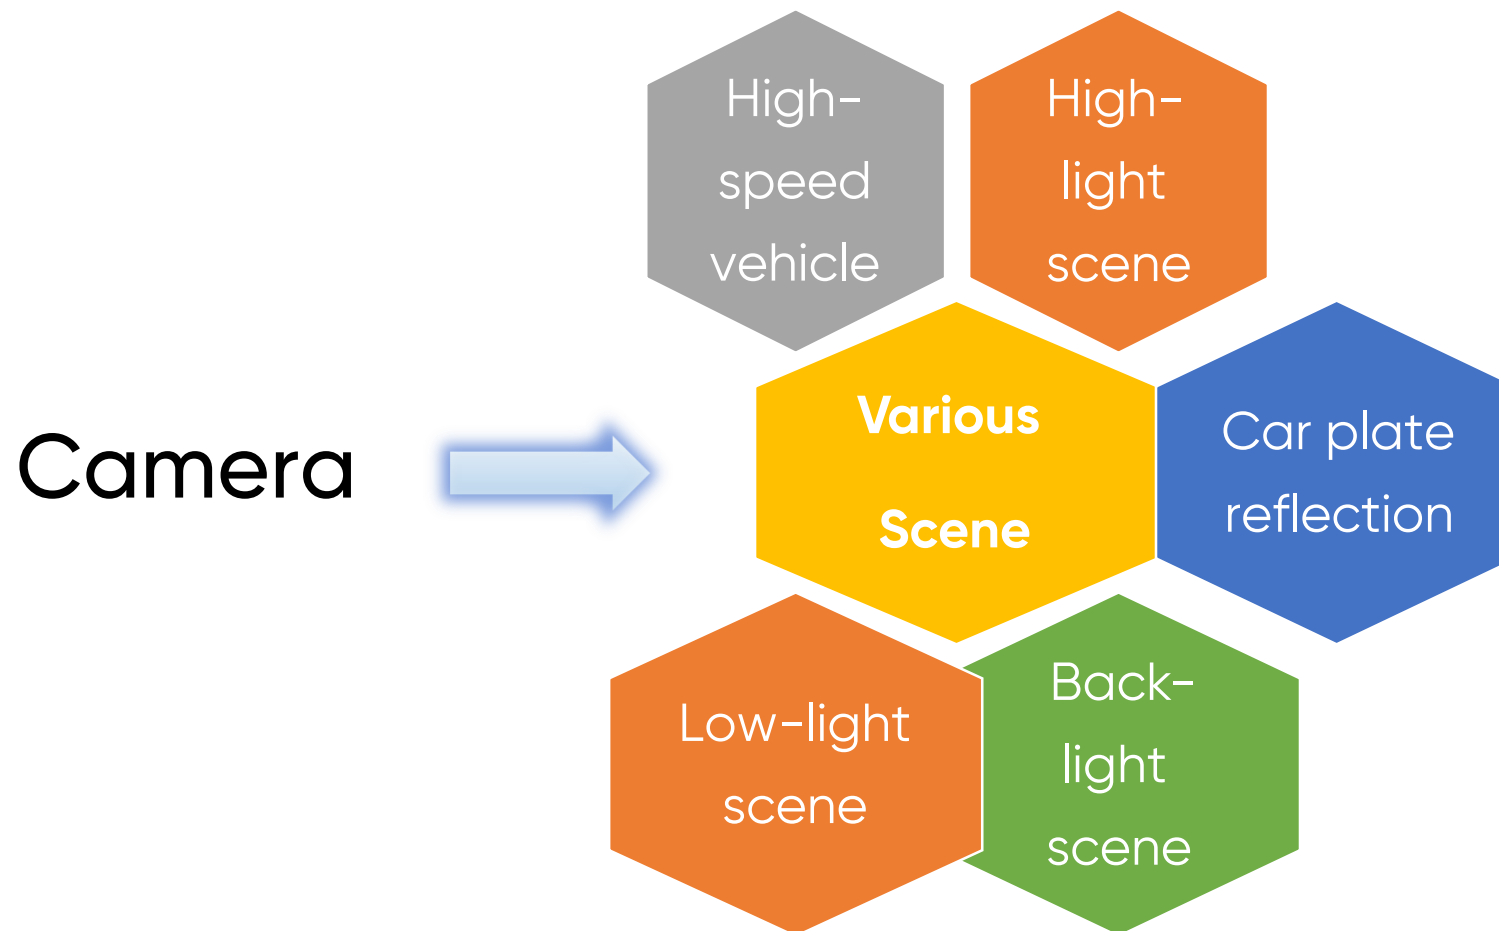 High-
speed
vehicle
High-
light
scene
Camera
Various
Scene
Car plate
reflection
Low-light
scene
Back-
light
scene